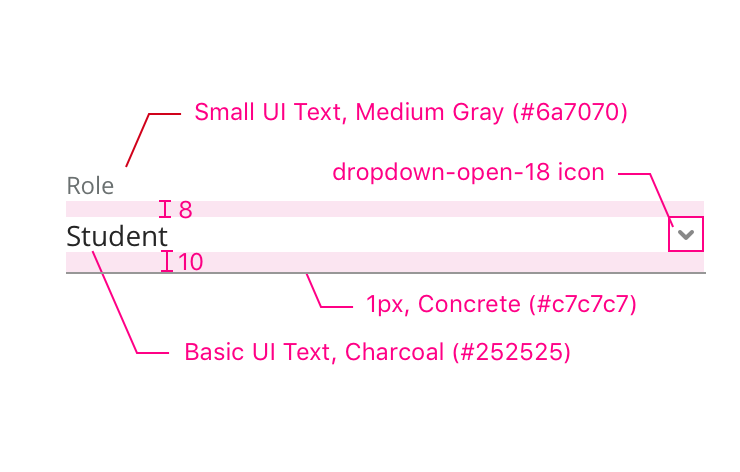 Small UI Text, Medium Gray (#6a7070)
dropdown-open-18 icon
Role
8
Student
10
1px, Concrete (#c7c7c7)
Basic UI Text, Charcoal (#252525)